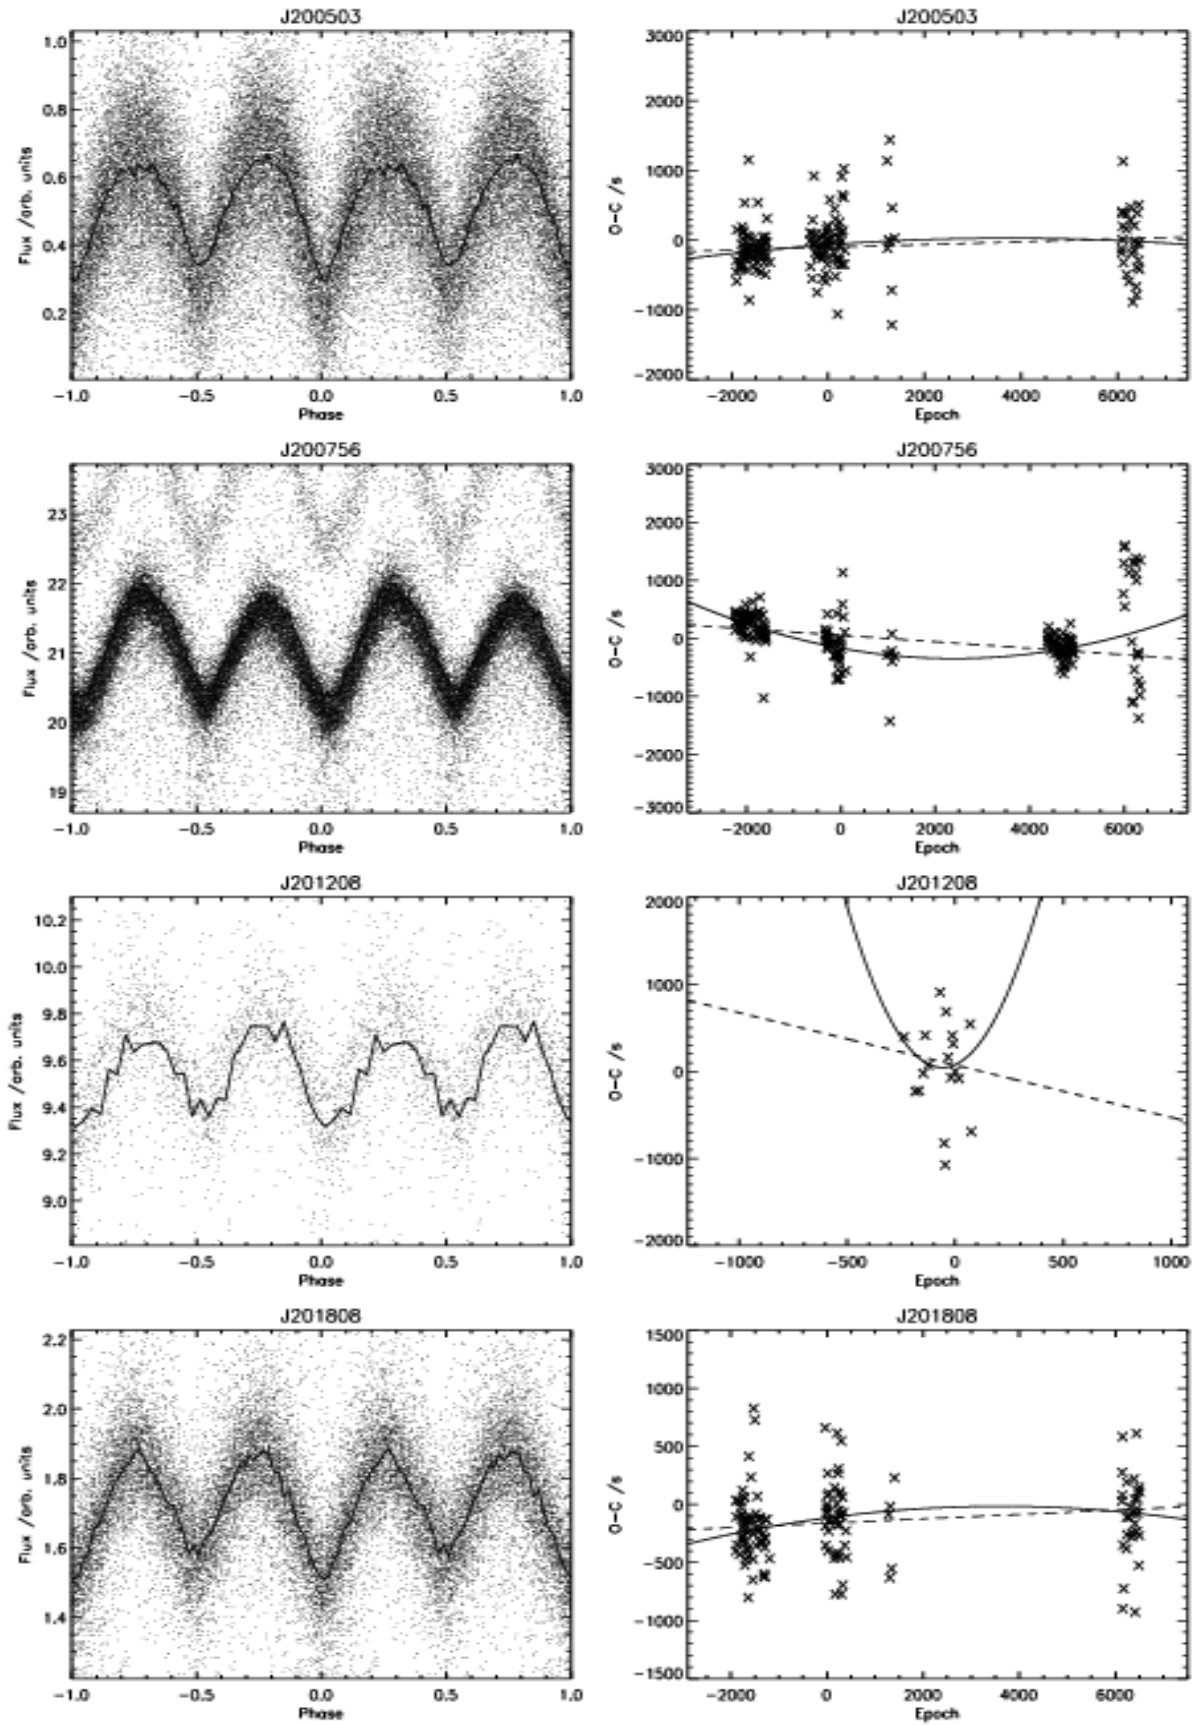 J200503
J200503
1.0
0.8
0.6
0.4
0.2
Flux /arb. units
-1.0 -0.5 0.0 0.5 1.0
Phase
3000
2000
1000
0
-1000
-2000
O-C /s
-2000 0 2000 4000 6000
Epoch
J200756
J200756
23
22
21
20
19
Flux /arb. units
-1.0 -0.5 0.0 0.5 1.0
Phase
3000
2000
1000
0
-1000
-2000
-3000
O-C /s
-2000 0 2000 4000 6000
Epoch
J201208
J201208
10.2
10.0
9.8
9.6
9.4
9.2
9.0
Flux /arb. units
-1.0 -0.5 0.0 0.5 1.0
Phase
2000
1000
0
-1000
-2000
O-C /s
-1000 -500 0 500 1000
Epoch
J201808
J201808
2.2
2.0
1.8
1.6
1.4
Flux /arb. units
-1.0 -0.5 0.0 0.5 1.0
Phase
1500
1000
500
0
-500
-1000
-1500
O-C /s
-2000 0 2000 4000 6000
Epoch